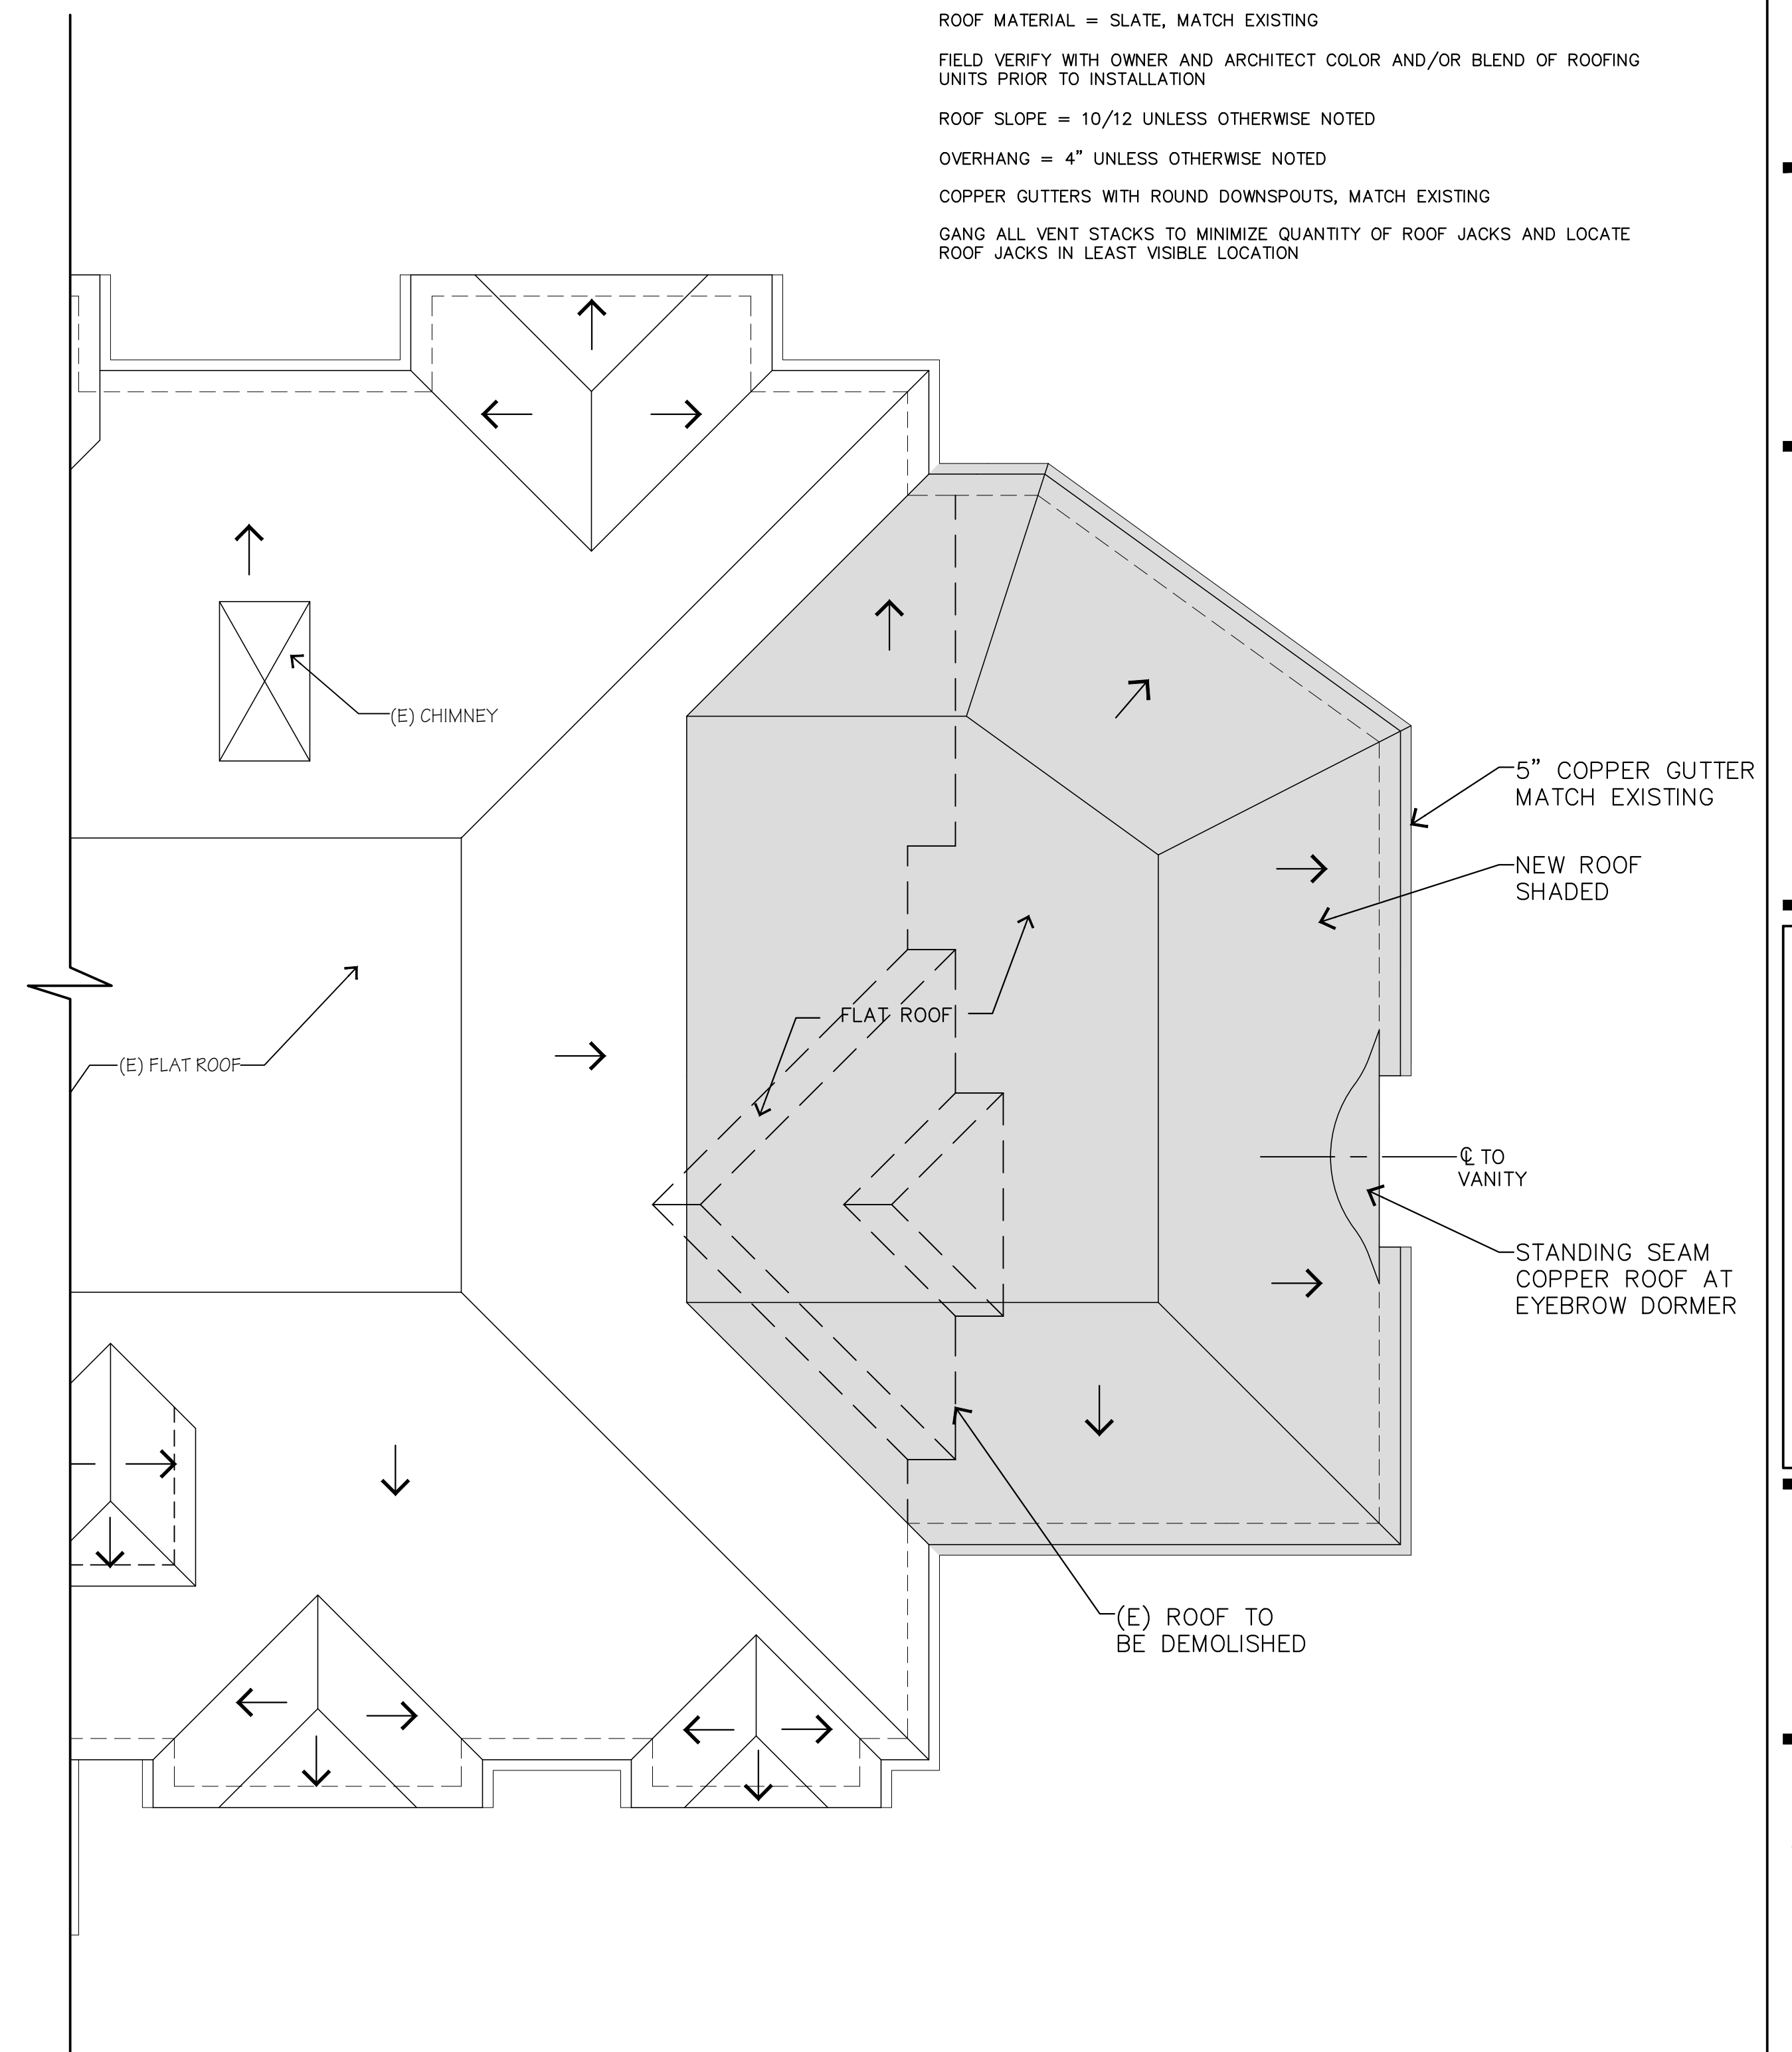 ROOF MATERIAL = SLATE, MATCH EXISTING
FIELD VERIFY WITH OWNER AND ARCHITECT COLOR AND/OR BLEND OF ROOFING
UNITS PRIOR TO INSTALLATION
ROOF SLOPE = 10/12 UNLESS OTHERWISE NOTED
OVERHANG = 4" UNLESS OTHERWISE NOTED
COPPER GUTTERS WITH ROUND DOWNSPOUTS, MATCH EXISTING
GANG ALL VENT STACKS TO MINIMIZE QUANTITY OF ROOF JACKS AND LOCATE
ROOF JACKS IN LEAST VISIBLE LOCATION
(E) CHIMNEY
5" COPPER GUTTER
MATCH EXISTING
NEW ROOF
SHADED
FLAT ROOF
(E) FLAT ROOF
℄ TO
VANITY
STANDING SEAM
COPPER ROOF AT
EYEBROW DORMER
(E) ROOF TO
BE DEMOLISHED